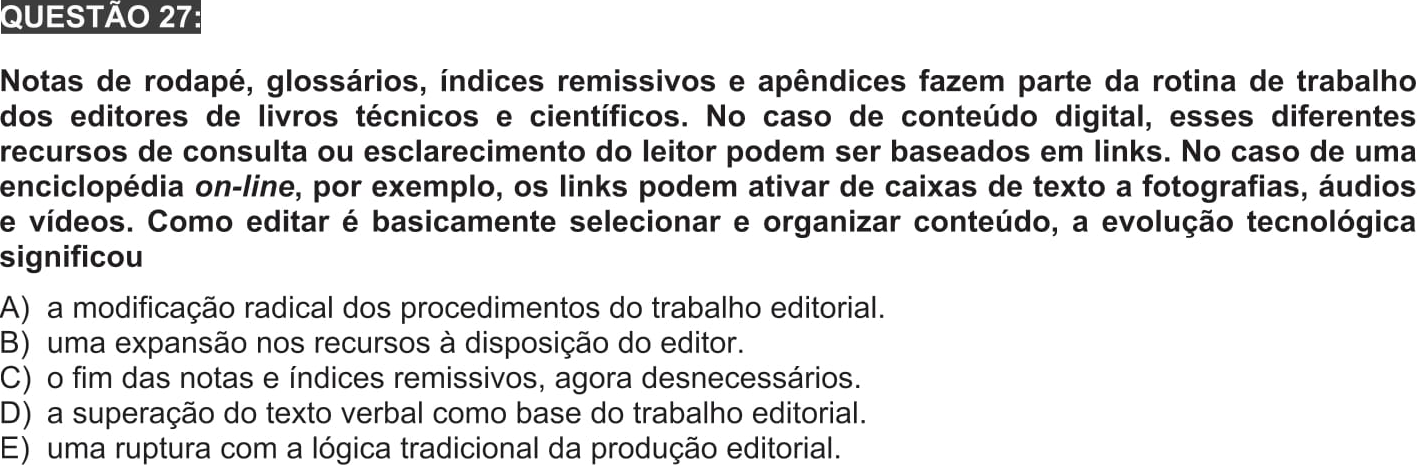 QUESTÃO 27:
Notas de rodapé, glossários, índices remissivos e apêndices fazem parte da rotina de trabalho
dos editores de livros técnicos e científicos. No caso de conteúdo digital, esses diferentes
recursos de consulta ou esclarecimento do leitor podem ser baseados em links. No caso de uma
enciclopédia on-line, por exemplo, os links podem ativar de caixas de texto a fotografias, áudios
e vídeos. Como editar é basicamente selecionar e organizar conteúdo, a evolução tecnológica
significou
A) a modificação radical dos procedimentos do trabalho editorial.
B) uma expansão nos recursos à disposição do editor.
C) o fim das notas e índices remissivos, agora desnecessários.
D) a superação do texto verbal como base do trabalho editorial.
E) uma ruptura com a lógica tradicional da produção editorial.